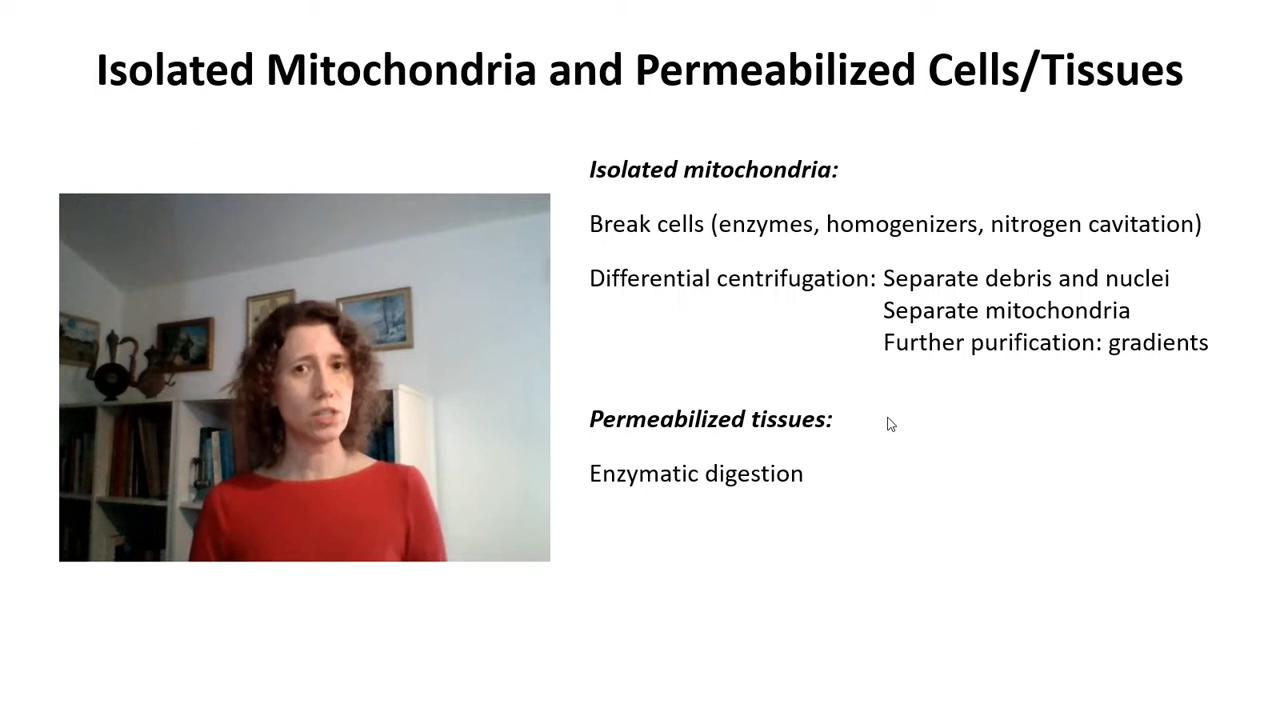 Isolated Mitochondria and Permeabilized Cells/Tissues
Isolated mitochondria:
Break cells (enzymes, homogenizers, nitrogen cavitation)
Differential centrifugation: Separate debris and nuclei
Separate mitochondria
Further purification: gradients
Permeabilized tissues:
Enzymatic digestion